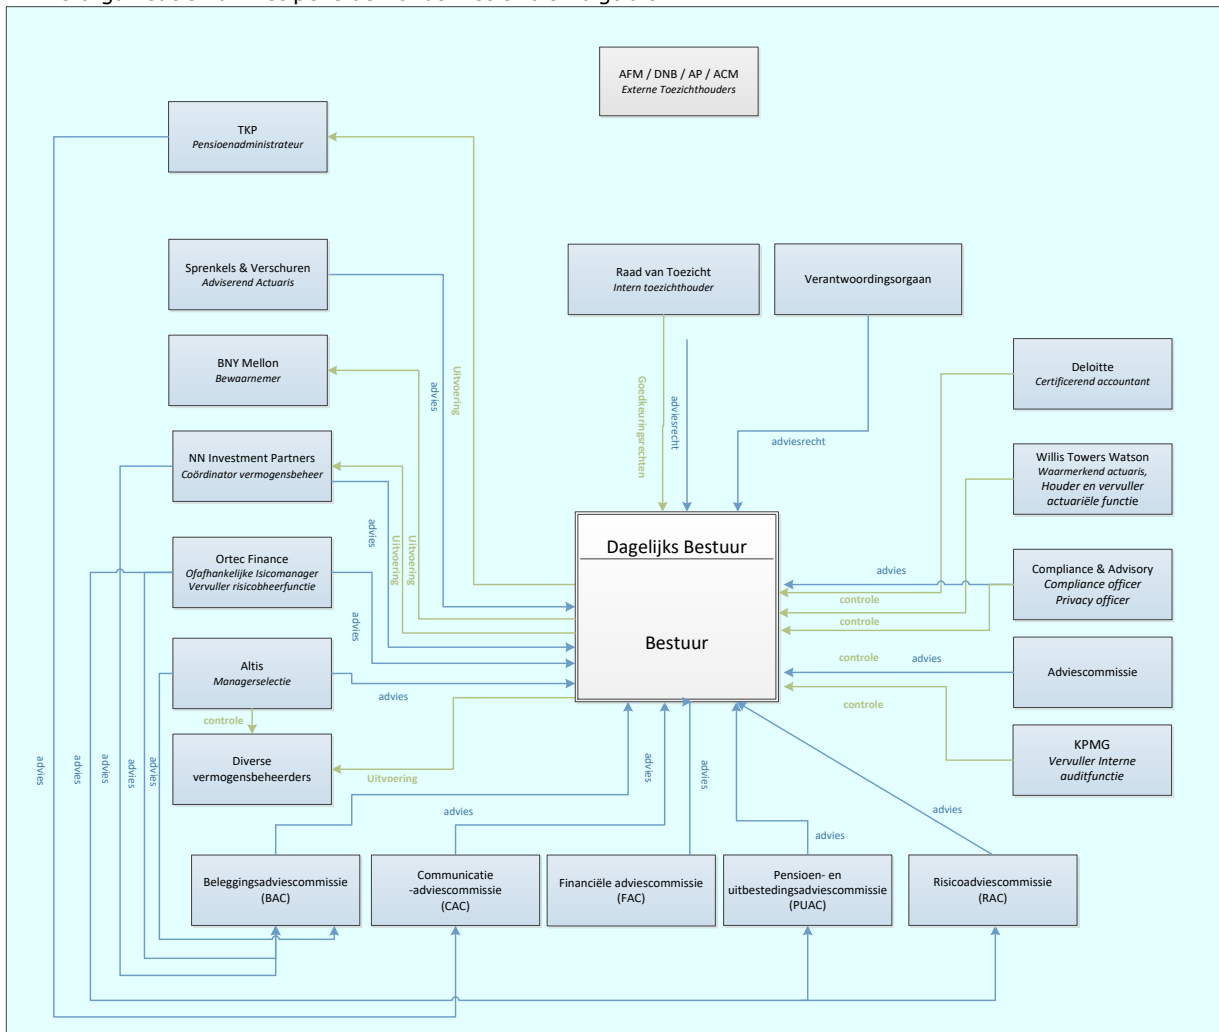 AFM / DNB / AP / ACM
Externe Toezichthouders
TKP
Pensioenadministrateur
Sprenkels & Verschuren
Adviserend Actuaris
Raad van Toezicht
Intern toezichthouder
Verantwoordingsorgaan
BNY Mellon
Bewaarnemer
Deloitte
Certificerend accountant
Uitvoering
advies
Goedkeuringsrechten
adviesrecht
adviesrecht
NN Investment Partners
Coördinator vermogensbeheer
Willis Towers Watson
Waarmerkend actuaris,
Houder en vervuller
actuariële functie
advies
Uitvoering
Uitvoering
Ortec Finance
Ofafhankelijke Isicomanager
Vervuller risicobheerfunctie
Dagelijks Bestuur
Bestuur
advies
Compliance & Advisory
Compliance officer
Privacy officer
controle
controle
advies
Altis
Managerselectie
advies
controle
advies
Adviescommissie
controle
controle
Diverse
vermogensbeheerders
Uitvoering
KPMG
Vervuller Interne
auditfunctie
advies
advies
advies
advies
advies
advies
advies
advies
advies
advies
advies
Beleggingsadviescommissie
(BAC)
Communicatie
-adviescommissie
(CAC)
Financiële adviescommissie
(FAC)
Pensioen- en
uitbestedingsadviescommissie
(PUAC)
Risicoadviescommissie
(RAC)